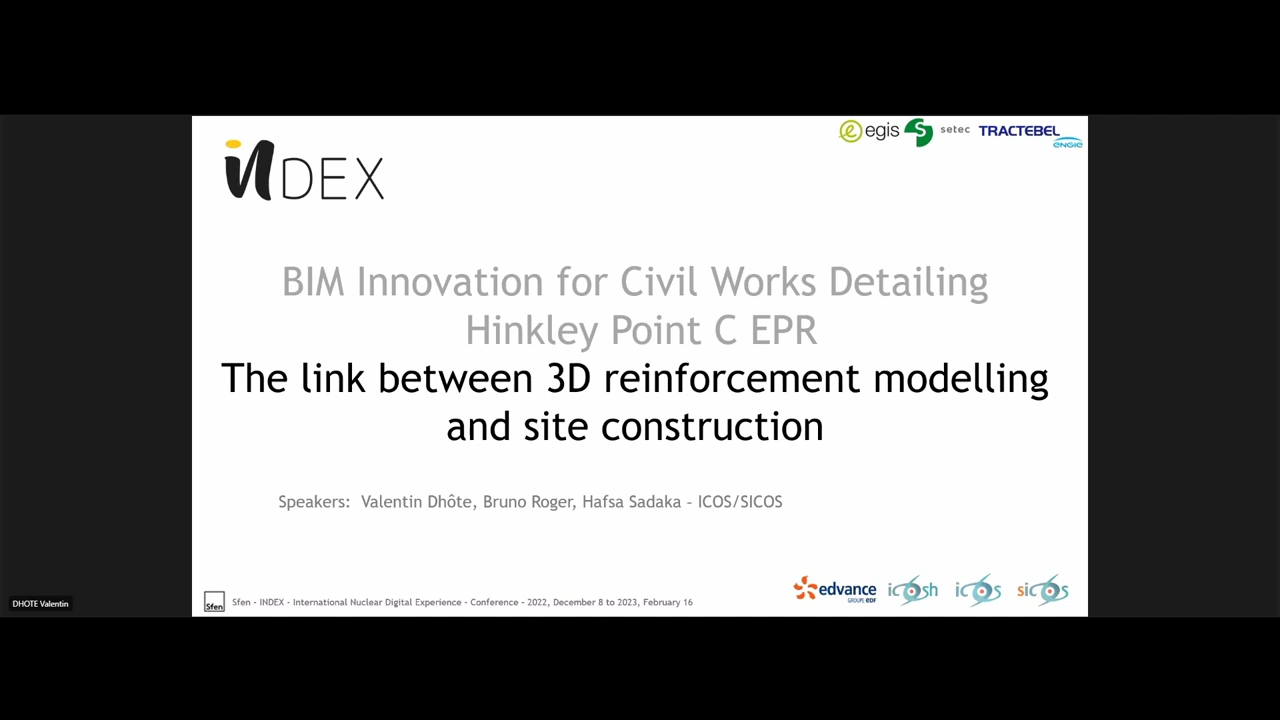 egis setec TRACTEBEL
ENGIE
inDEX
BIM Innovation for Civil Works Detailing
Hinkley Point C EPR
The link between 3D reinforcement modelling
and site construction
Speakers: Valentin Dhôte, Bruno Roger, Hafsa Sadaka – ICOS/SICOS
edvance icosh icos sicos
GROUPE EDF
Sfen Sfen - INDEX - International Nuclear Digital Experience - Conference - 2022, December 8 to 2023, February 16
DHOTE Valentin